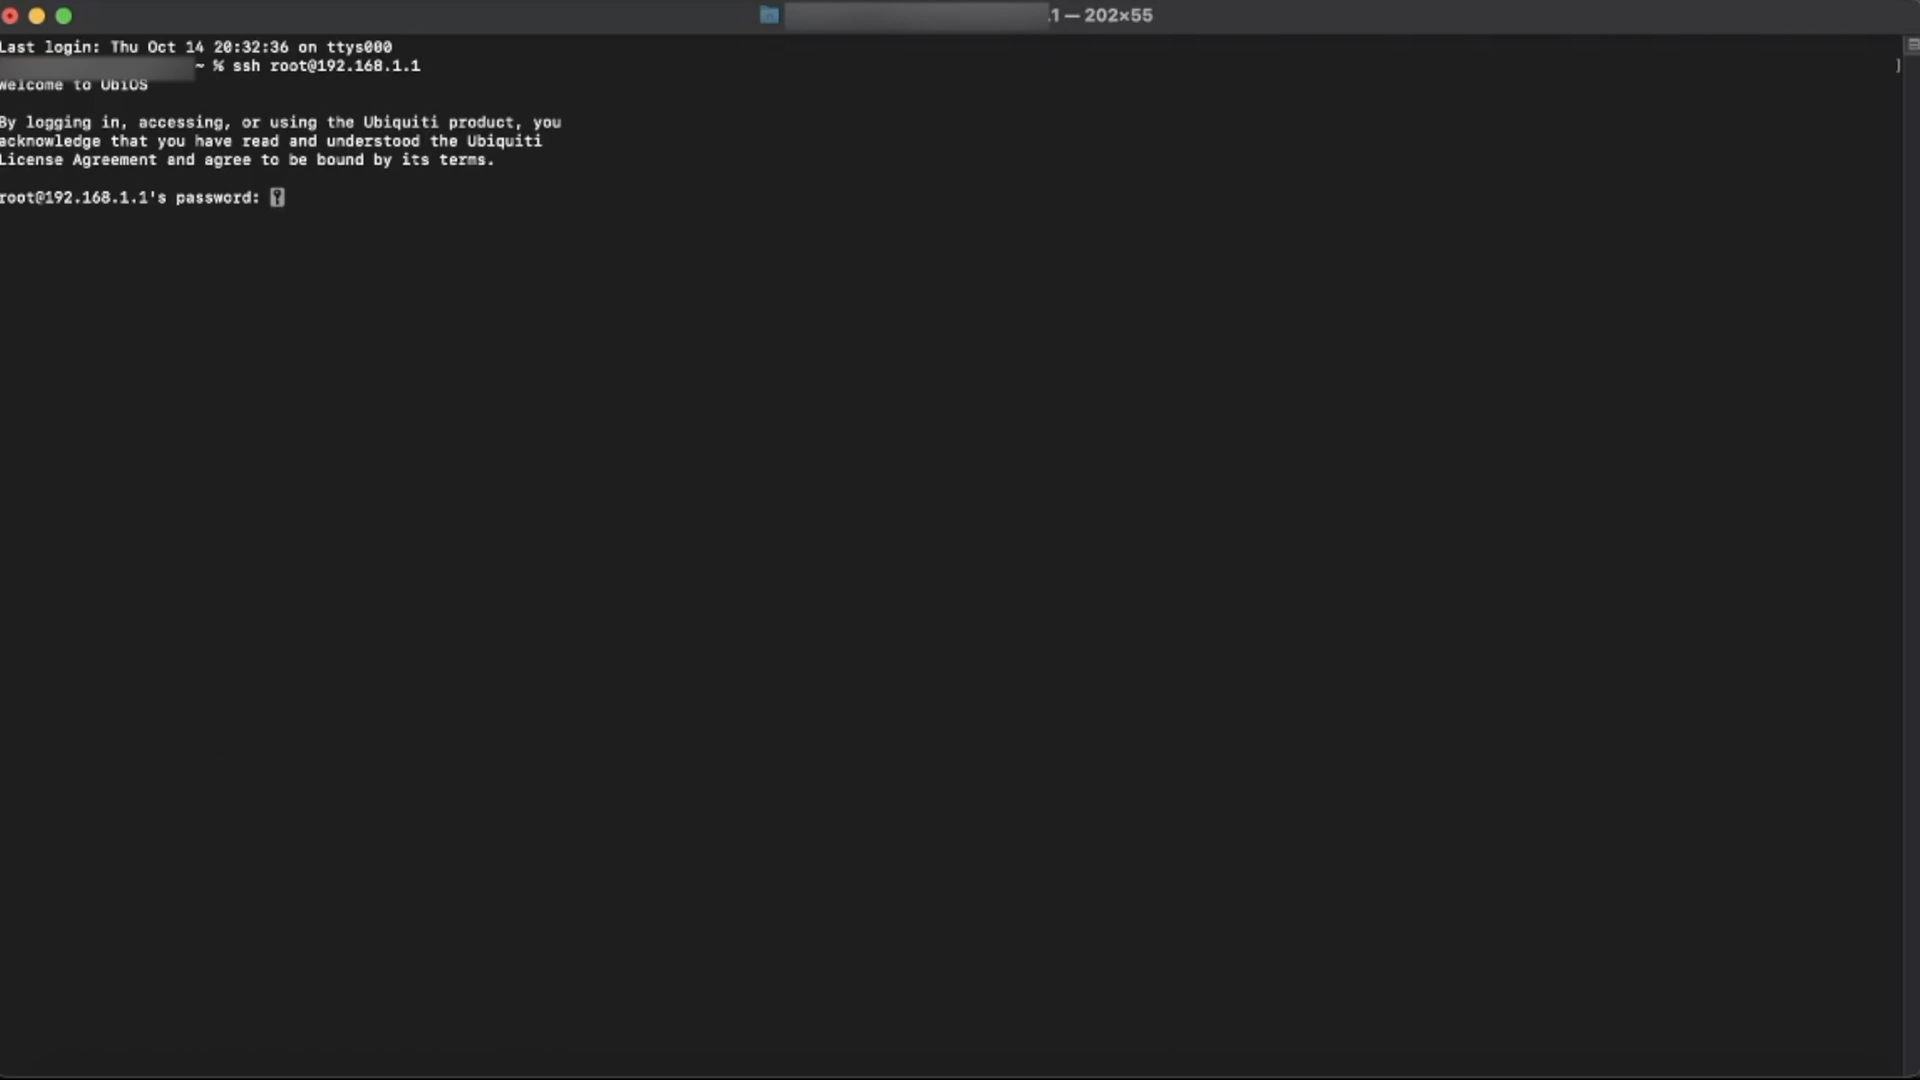 .1 — 202×55
Last login: Thu Oct 14 20:32:36 on ttys000
~ % ssh root@192.168.1.1
]
Welcome to UbiOS
By logging in, accessing, or using the Ubiquiti product, you
acknowledge that you have read and understood the Ubiquiti
License Agreement and agree to be bound by its terms.
root@192.168.1.1's password: